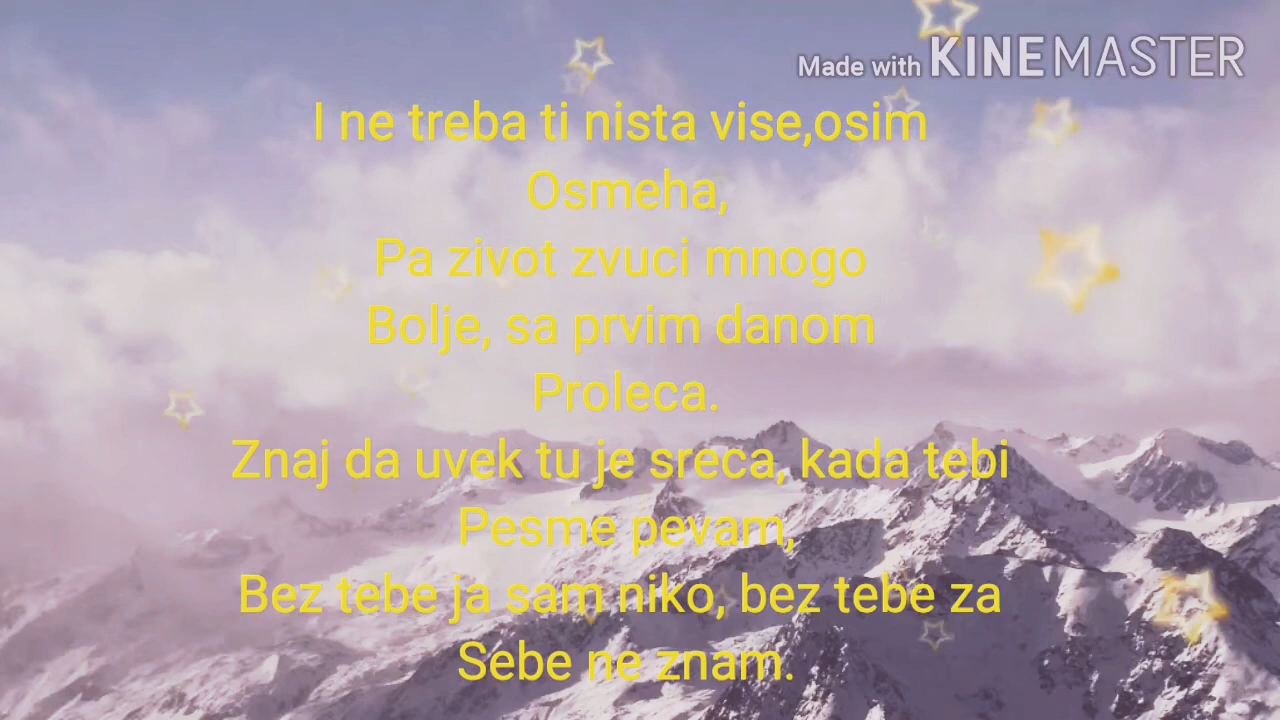 Made with KINEMASTER
I ne treba ti nista vise,osim
Osmeha,
Pa zivot zvuci mnogo
Bolje, sa prvim danom
Proleca.
Znaj da uvek tu je sreca, kada tebi
Pesme pevam,
Bez tebe ja sam niko, bez tebe za
Sebe ne znam.